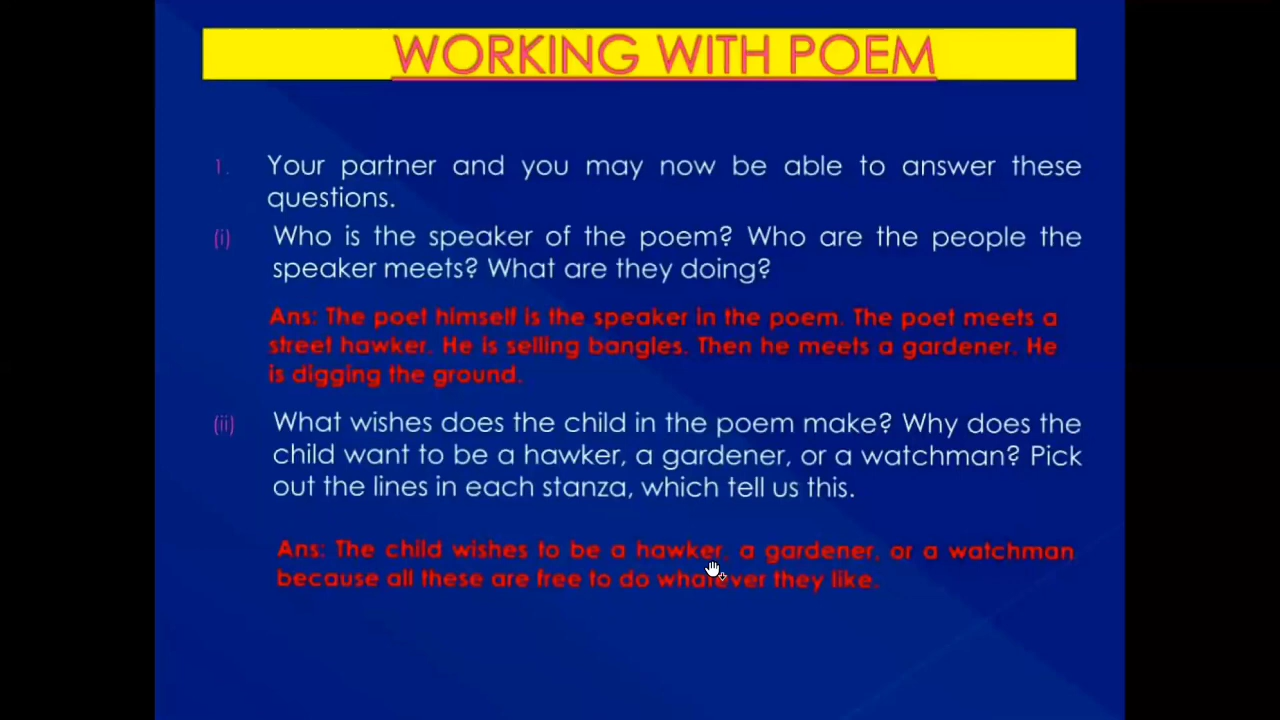 WORKING WITH POEM
1. Your partner and you may now be able to answer these
questions.
(i) Who is the speaker of the poem? Who are the people the
speaker meets? What are they doing?
Ans: The poet himself is the speaker in the poem. The poet meets a
street hawker. He is selling bangles. Then he meets a gardener. He
is digging the ground.
(ii) What wishes does the child in the poem make? Why does the
child want to be a hawker, a gardener, or a watchman? Pick
out the lines in each stanza, which tell us this.
Ans: The child wishes to be a hawker, a gardener, or a watchman
because all these are free to do whatever they like.